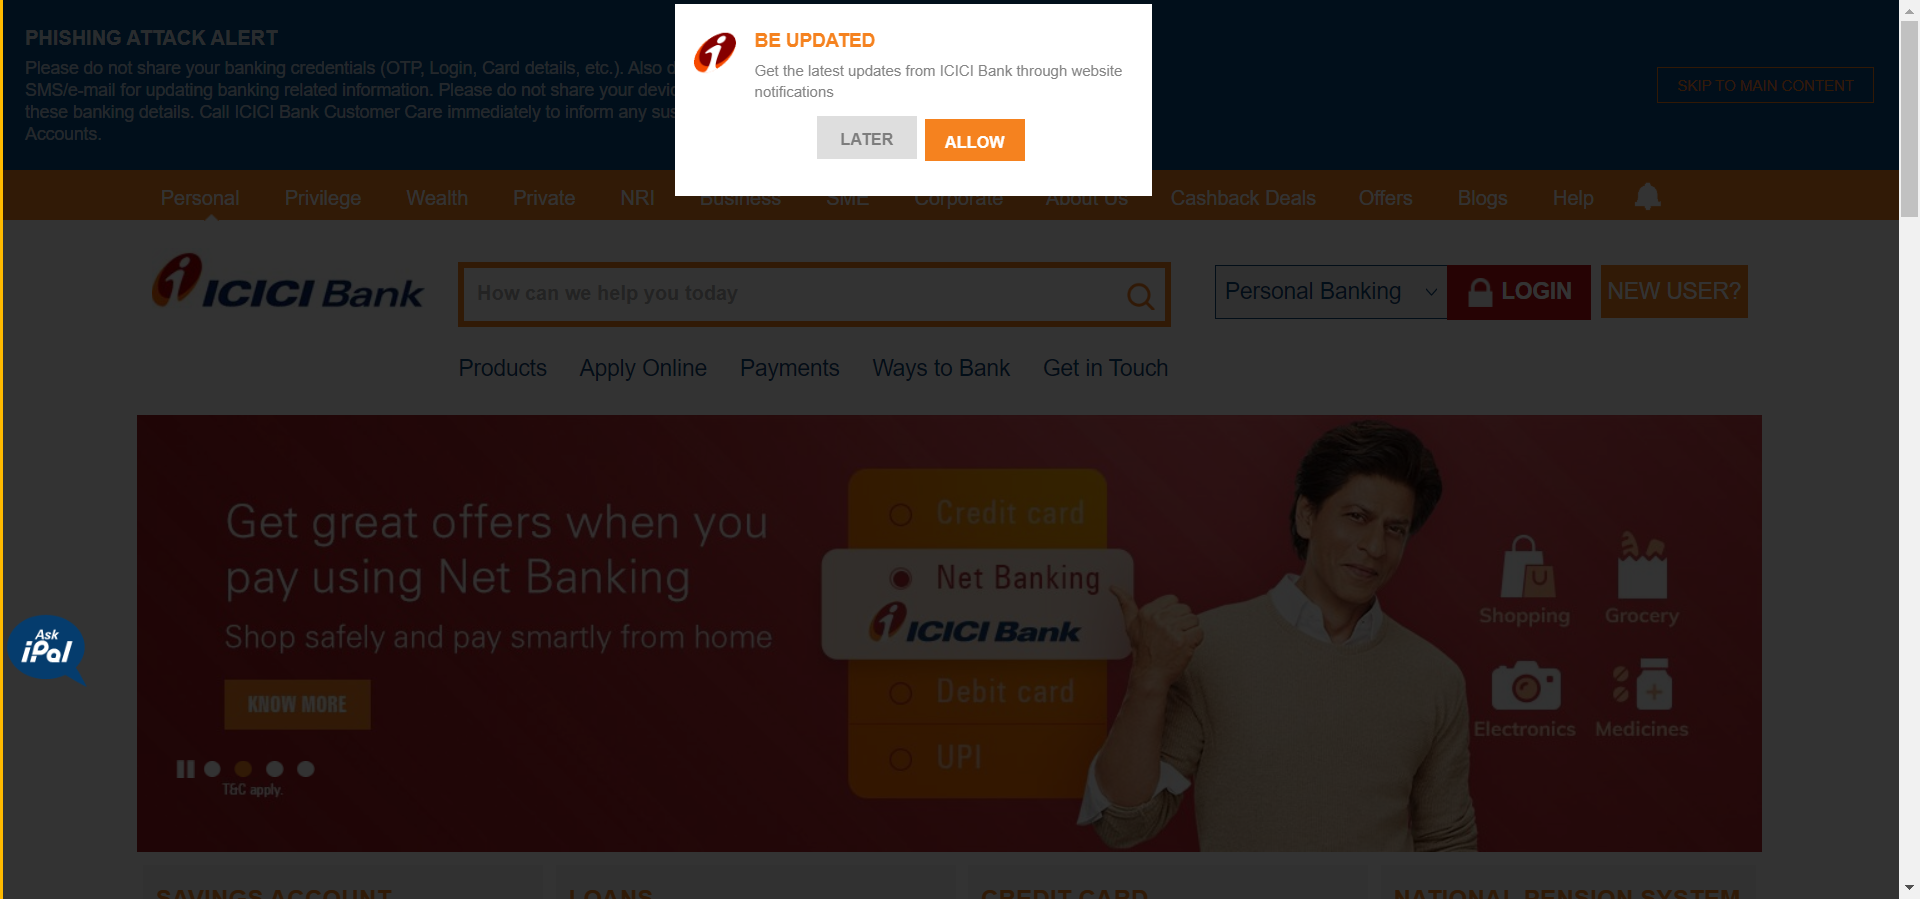 PHISHING ATTACK ALERT
Please do not share your banking credentials (OTP, Login, Card details, etc.). Also
SMS/e-mail for updating banking related information. Please do not share your
these banking details. Call ICICI Bank Customer Care immediately to inform any
Accounts.
BE UPDATED
Get the latest updates from ICICI Bank through website
notifications
LATER
ALLOW
SKIP TO MAIN CONTENT
Personal
Privilege
Wealth
Private
NRI
Business
SME
Corporate
About Us
Cashback Deals
Offers
Blogs
Help
ICICI Bank
How can we help you today
Personal Banking
LOGIN
NEW USER?
Products
Apply Online
Payments
Ways to Bank
Get in Touch
Get great offers when you
pay using Net Banking
Shop safely and pay smartly from home
KNOW MORE
T&C apply.
Credit card
Net Banking
ICICI Bank
Debit card
UPI
Shopping
Grocery
Electronics
Medicines
Ask
iPal
SAVINGS ACCOUNT
LOANS
CREDIT CARD
NATIONAL PENSION SYSTEM